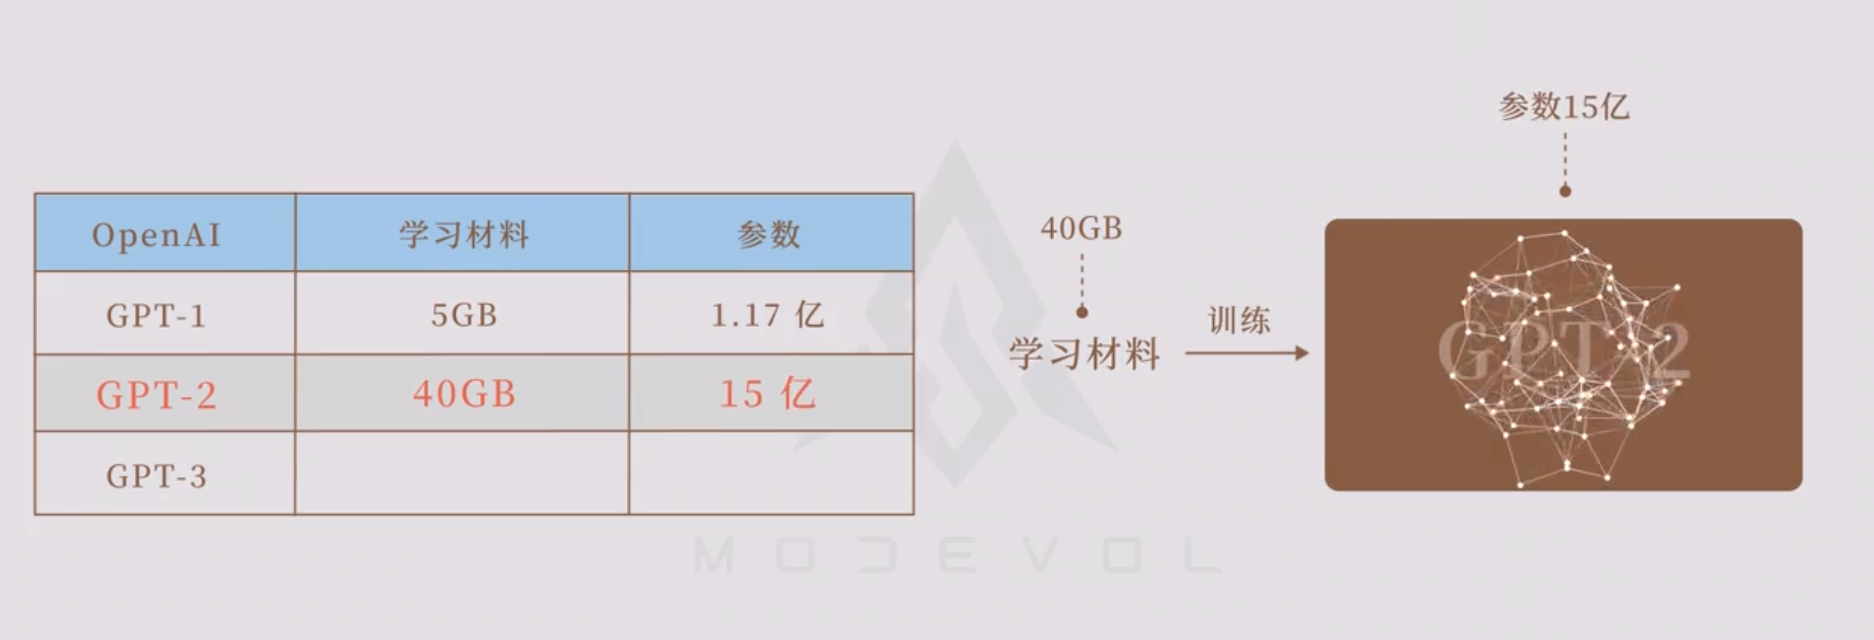 OpenAI 学习材料 参数
GPT-1 5GB 1.17 亿
GPT-2 40GB 15 亿
GPT-3
参数15亿
40GB
训练
学习材料
GPT-2
MODEVOL